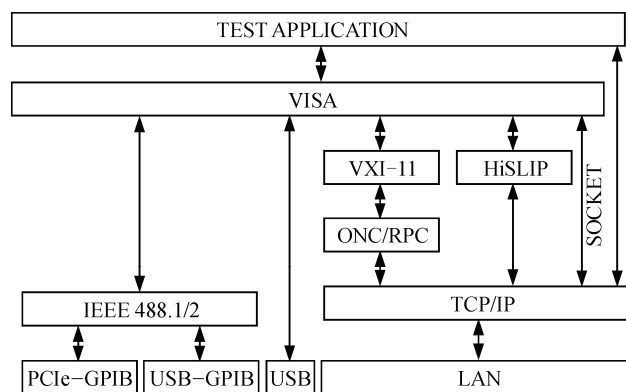 TEST APPLICATION
VISA
VXI−11
HiSLIP
SOCKET
ONC/RPC
IEEE 488.1/2
TCP/IP
PCIe−GPIB
USB−GPIB
USB
LAN